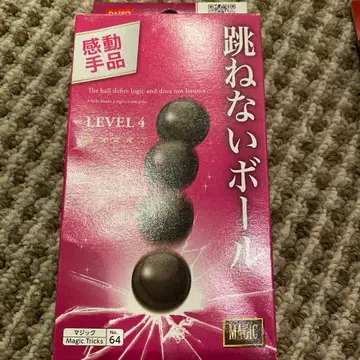 DAISO
感動
手品
跳ねないボール
The ball defies logic and does not bounce.
LEVEL 4
マジック
Magic Tricks
No.
64
MAGIC